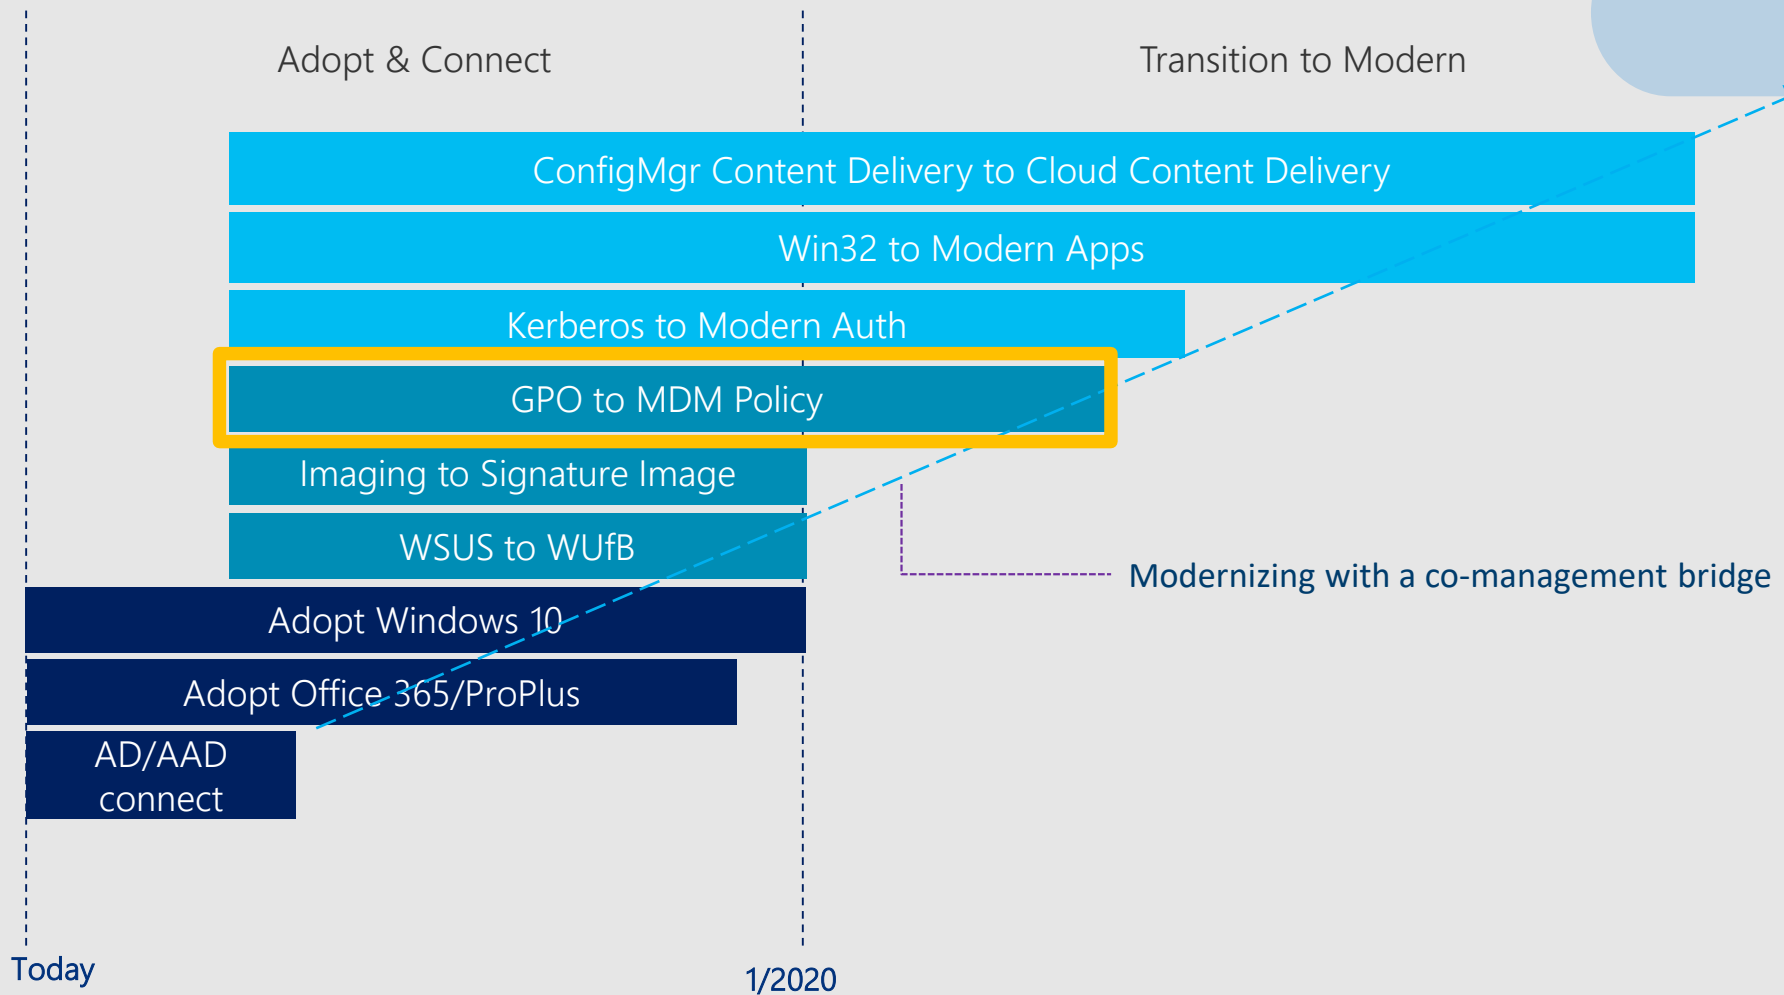 Adopt & Connect
Transition to Modern
ConfigMgr Content Delivery to Cloud Content Delivery
Win32 to Modern Apps
Kerberos to Modern Auth
GPO to MDM Policy
Imaging to Signature Image
WSUS to WUfB
Modernizing with a co-management bridge
Adopt Windows 10
Adopt Office 365/ProPlus
AD/AAD
connect
Today
1/2020